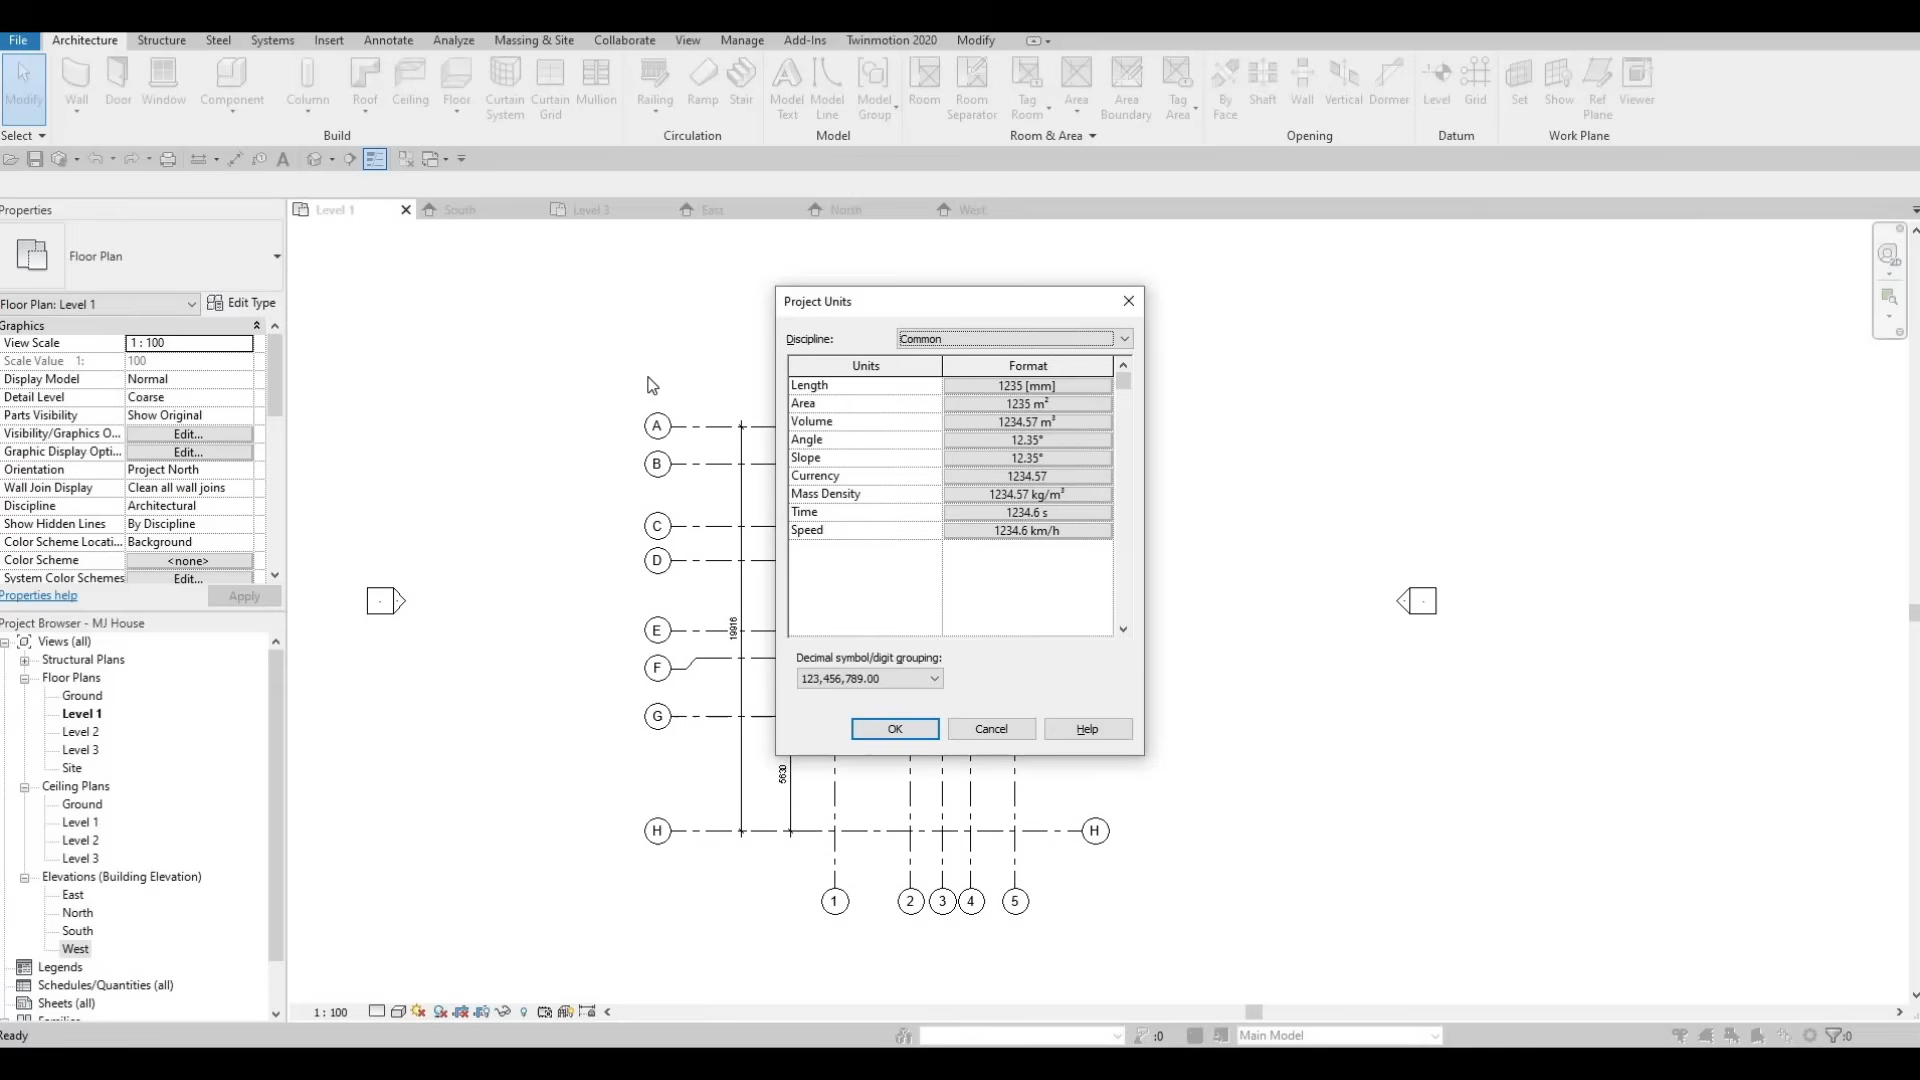 File Architecture Structure Steel Systems Insert Annotate Analyze Massing & Site Collaborate View Manage Add-Ins Twinmotion 2020 Modify
Modify Wall Door Window Component Column Roof Ceiling Floor Curtain System Curtain Grid Mullion Railing Ramp Stair Model Text Model Line Model Group Room Room Separator Tag Room Area Area Boundary Tag Area By Face Shaft Wall Vertical Dormer Level Grid Set Show Ref Plane Viewer
Select Build Circulation Model Room & Area Opening Datum Work Plane
Properties
Level 1 South Level 3 East North West
Floor Plan
Floor Plan: Level 1 Edit Type
Graphics
View Scale 1 : 100
Scale Value 1: 100
Display Model Normal
Detail Level Coarse
Parts Visibility Show Original
Visibility/Graphics O... Edit...
Graphic Display Opti... Edit...
Orientation Project North
Wall Join Display Clean all wall joins
Discipline Architectural
Show Hidden Lines By Discipline
Color Scheme Locati... Background
Color Scheme <none>
System Color Schemes Edit...
Properties help Apply
Project Browser - MJ House
Views (all)
Structural Plans
Floor Plans
Ground
Level 1
Level 2
Level 3
Site
Ceiling Plans
Ground
Level 1
Level 2
Level 3
Elevations (Building Elevation)
East
North
South
West
Legends
Schedules/Quantities (all)
Sheets (all)
Project Units
Discipline: Common
Units Format
Length 1235 [mm]
Area 1235 m²
Volume 1234.57 m³
Angle 12.35°
Slope 12.35°
Currency 1234.57
Mass Density 1234.57 kg/m³
Time 1234.6 s
Speed 1234.6 km/h
Decimal symbol/digit grouping:
123,456,789.00
OK Cancel Help
A
B
C
D
E
F
G
H H
19916
5630
1 2 3 4 5
2D
1 : 100
Ready :0 Main Model :0